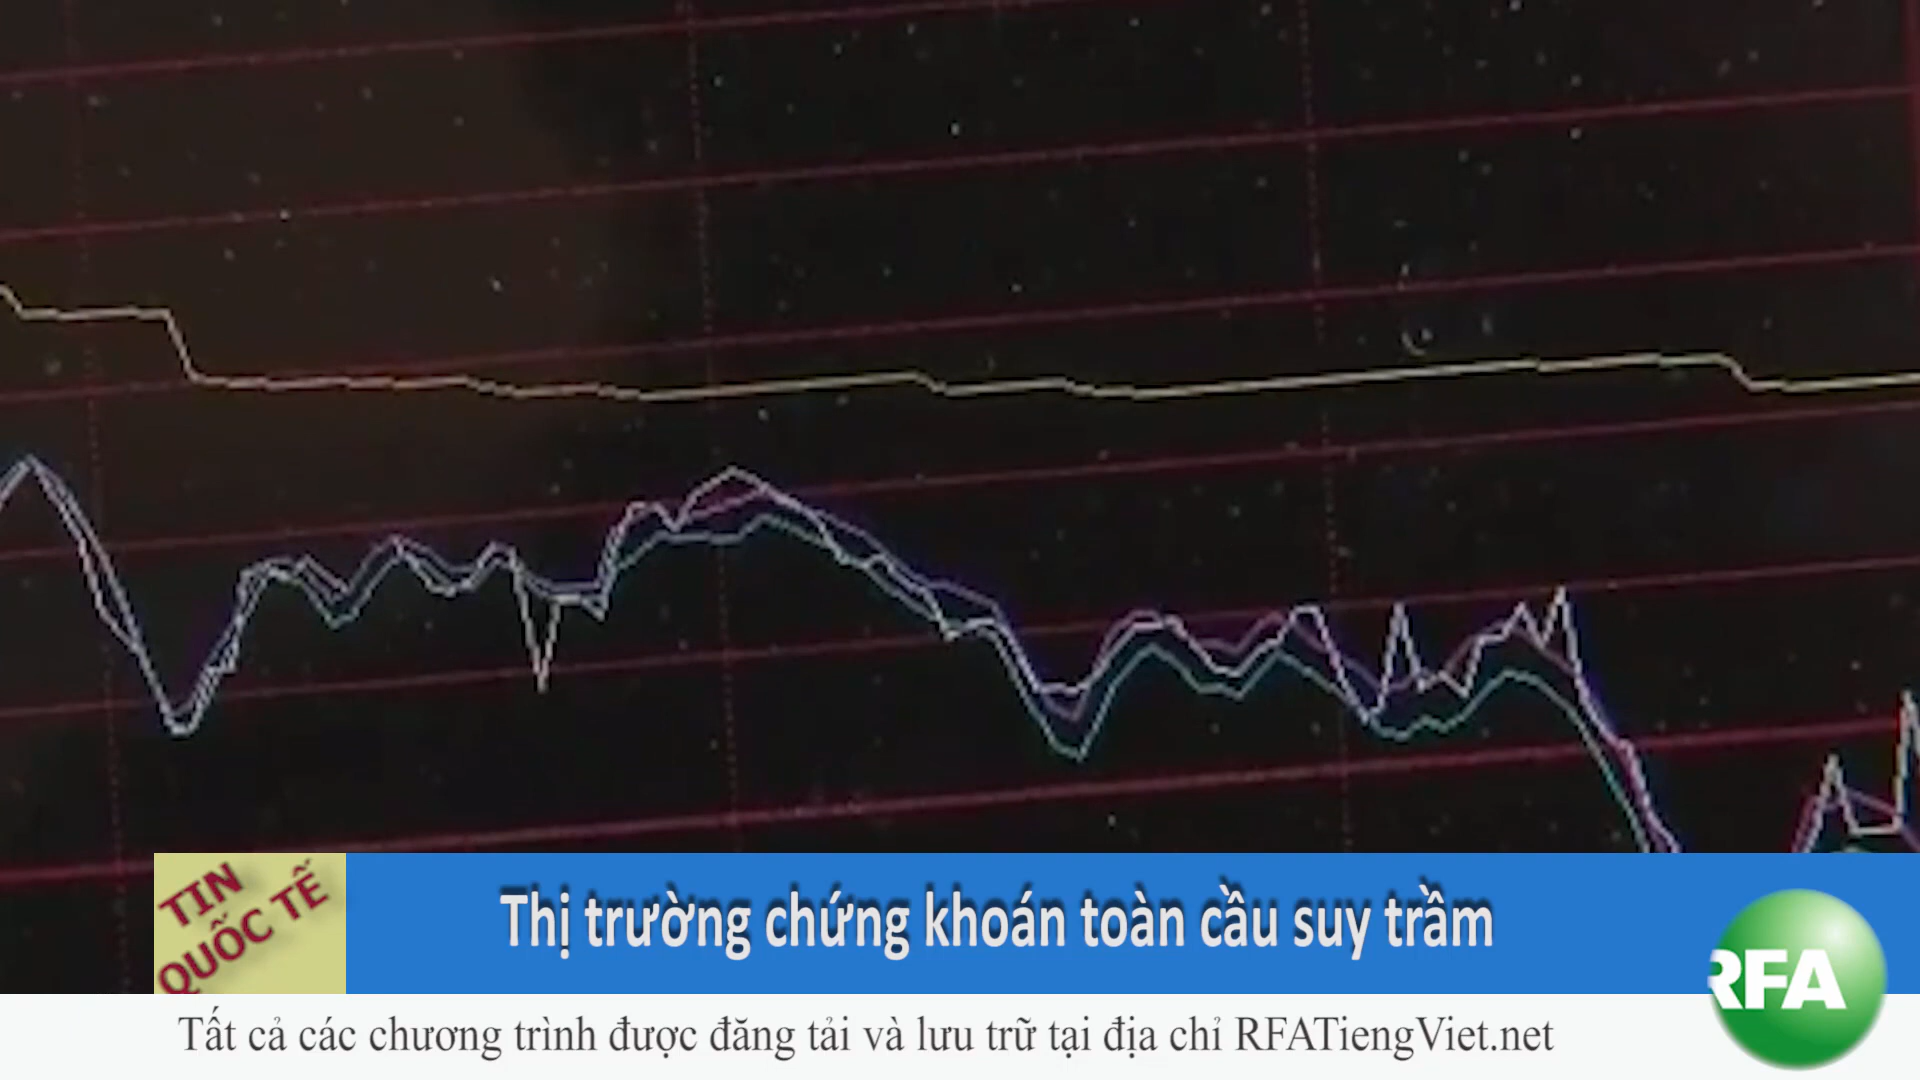 TIN
QUỐC TẾ
Thị trường chứng khoán toàn cầu suy trầm
RFA
Tất cả các chương trình được đăng tải và lưu trữ tại địa chỉ RFATiengViet.net